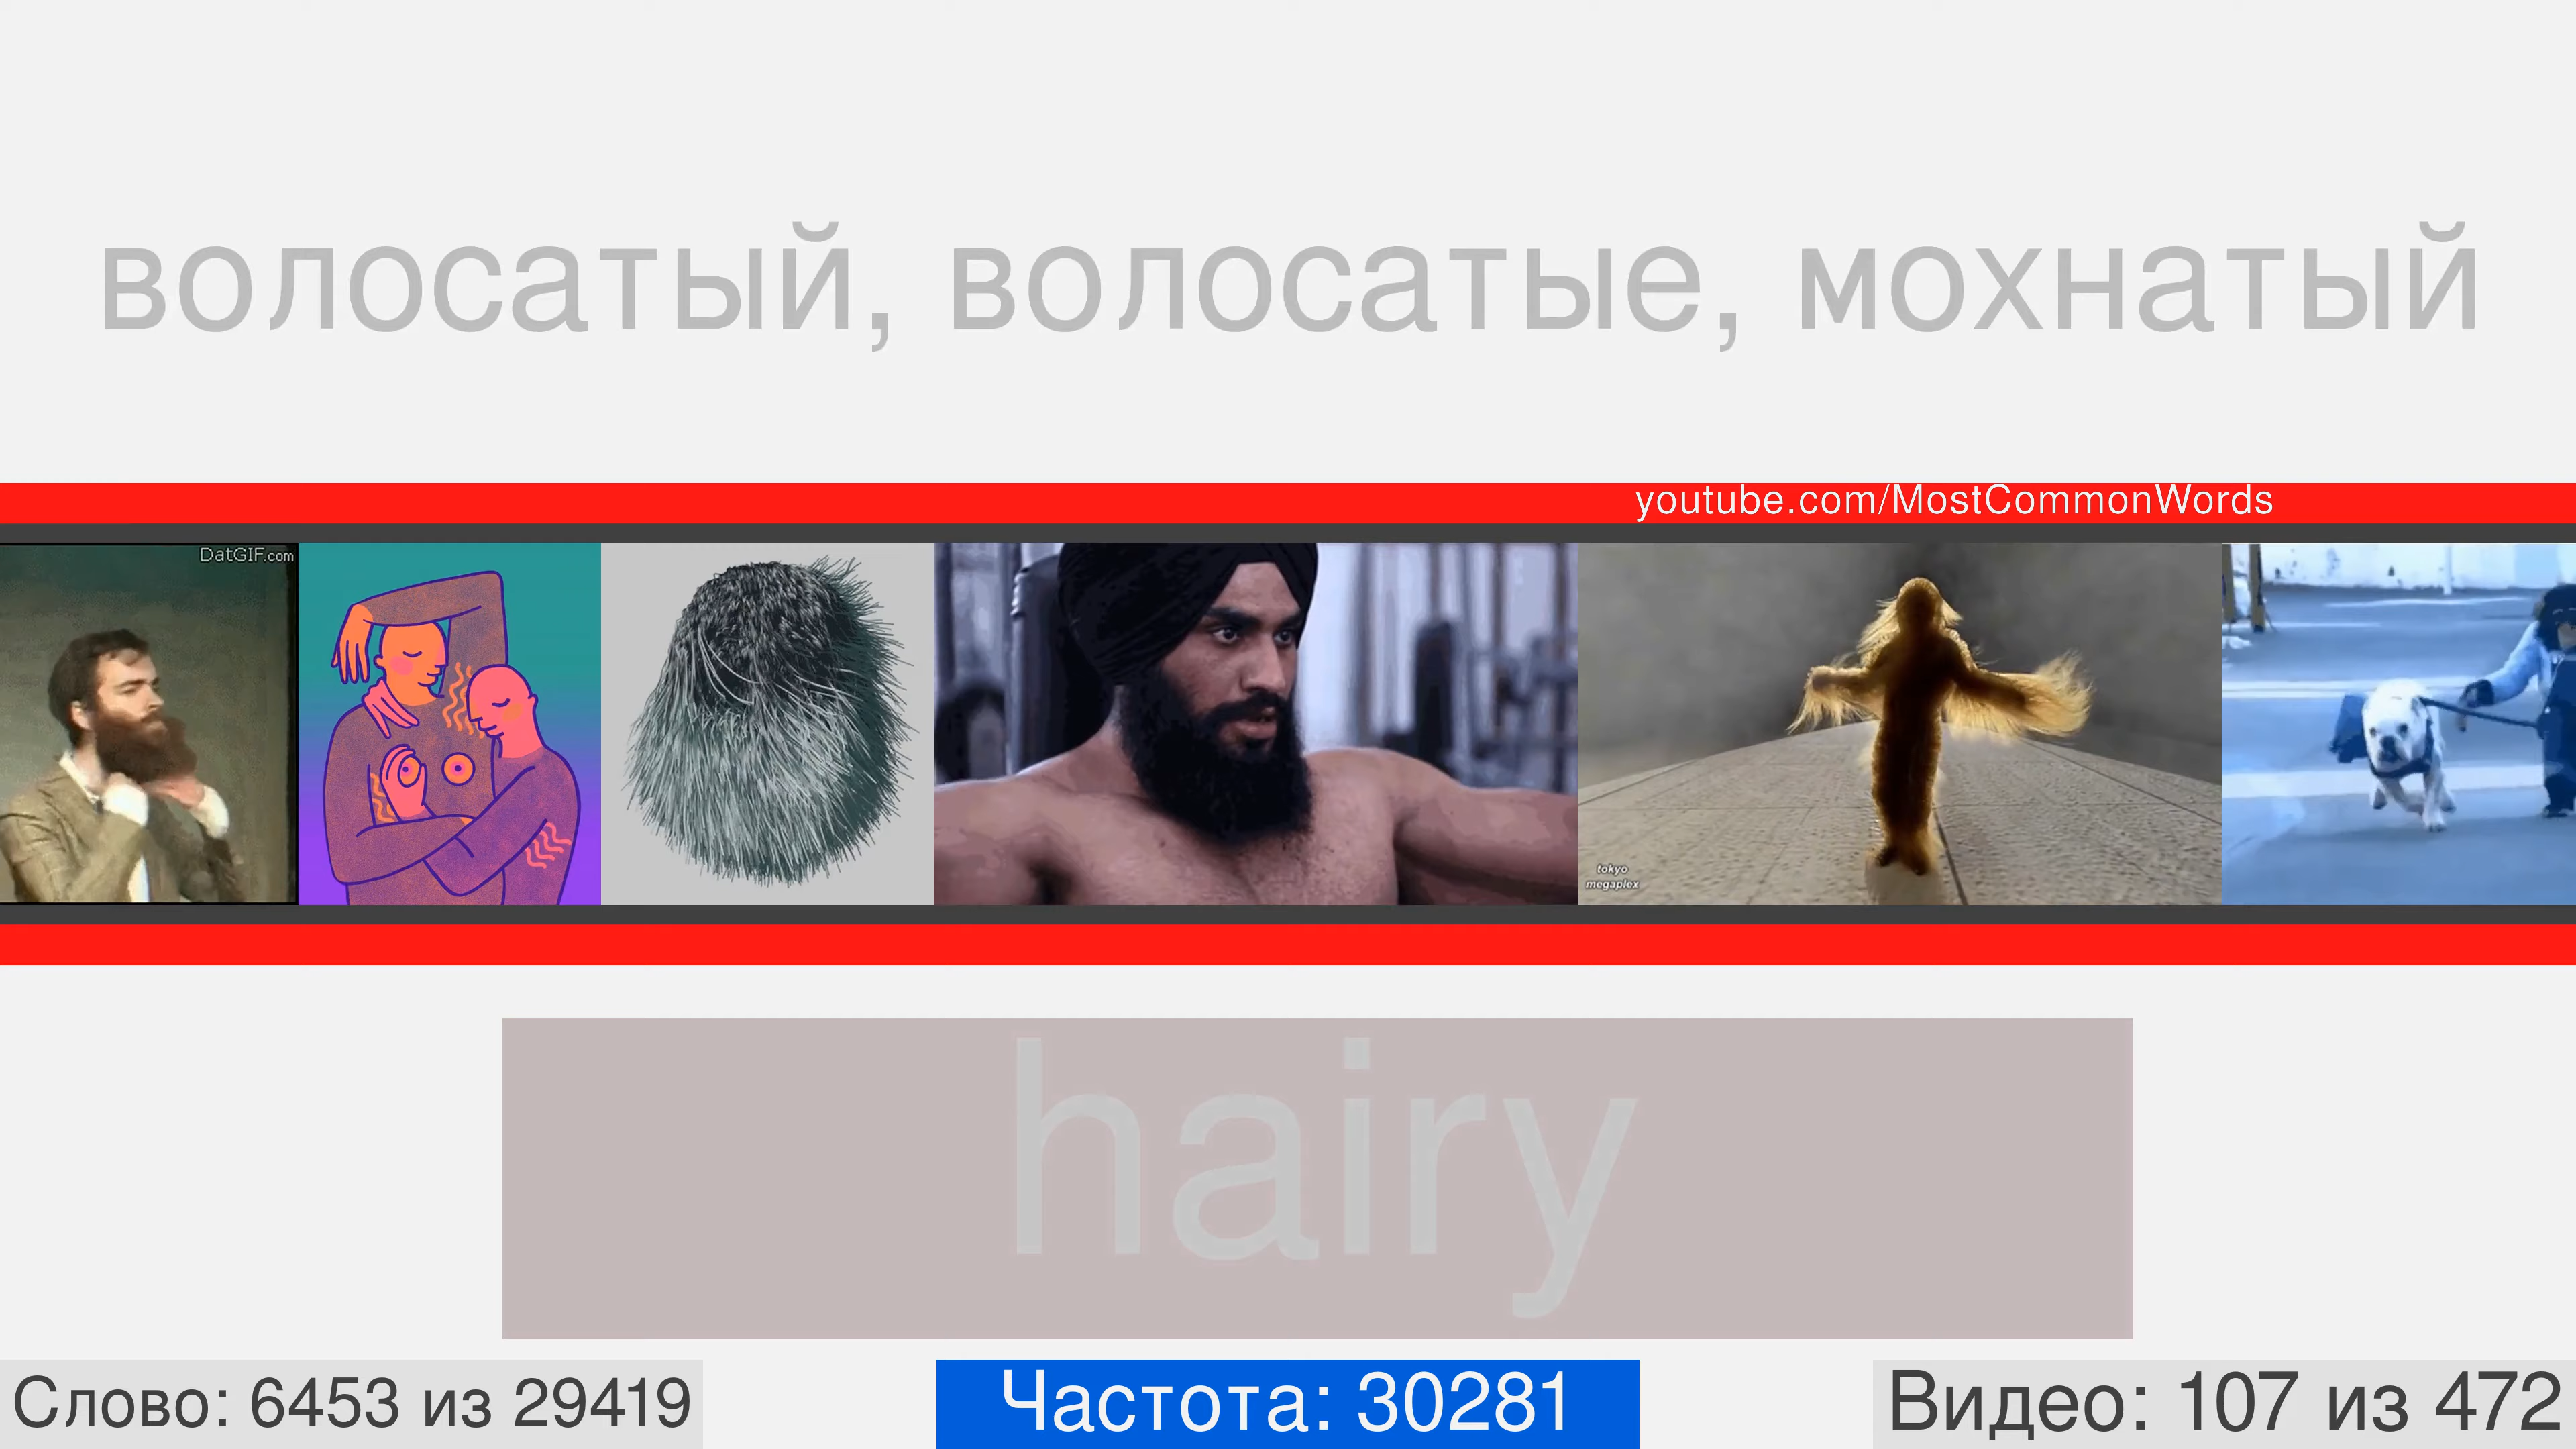 волосатый, волосатые, мохнатый
youtube.com/MostCommonWords
DatGIF.com
tokyo
megaplex
hairy
Слово: 6453 из 29419
Частота: 30281
Видео: 107 из 472